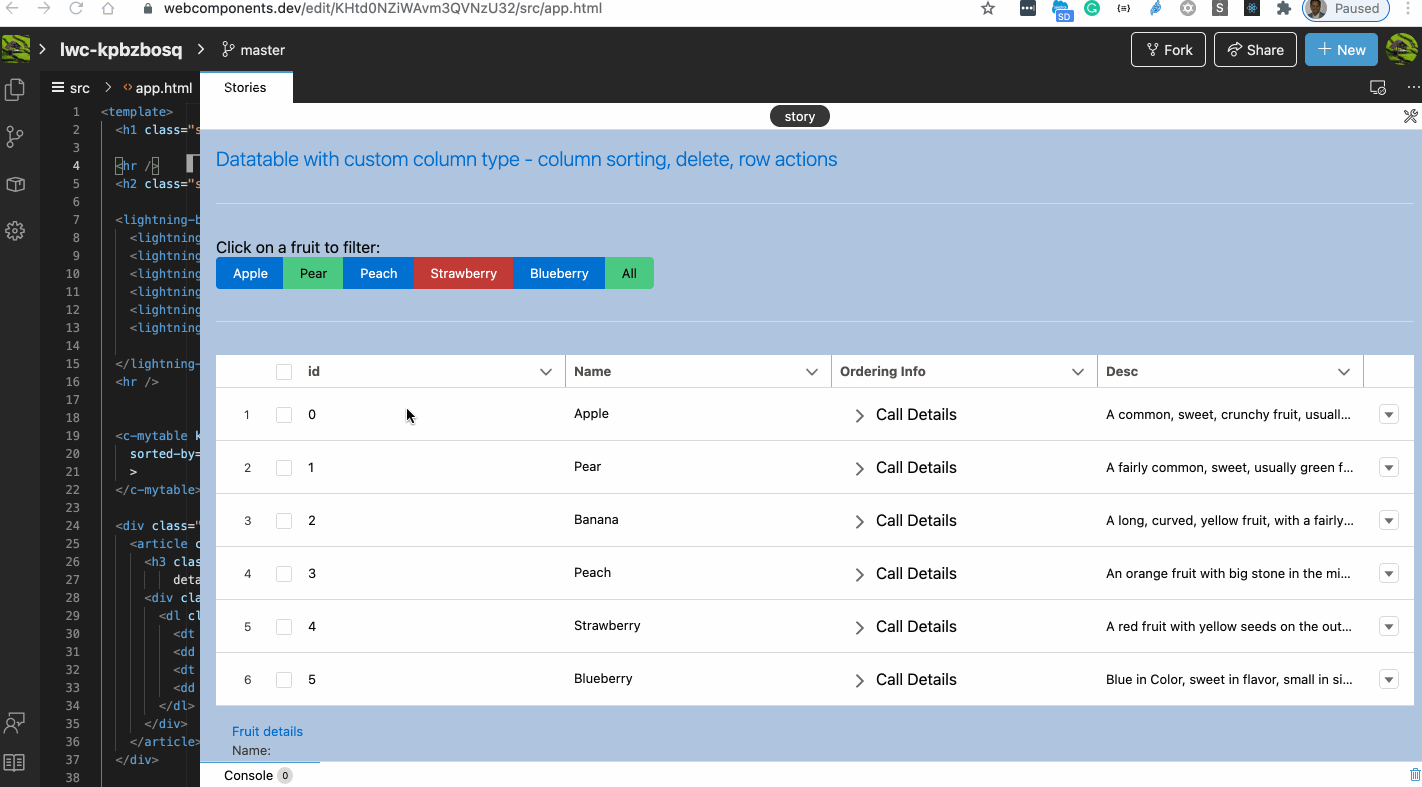 webcomponents.dev/edit/KHtd0NZiWAvm3QVNzU32/src/app.html
SD
S
Paused
lwc-kpbzbosq
master
Fork
Share
New
src
app.html
Stories
story
1 <template>
2 <h1 class="s
3
4 <hr />
5 <h2 class="s
6
7 <lightning-b
8 <lightning
9 <lightning
10 <lightning
11 <lightning
12 <lightning
13 <lightning
14
15 </lightning-
16 <hr />
17
18
19 <c-mytable k
20 sorted-by=
21 >
22 </c-mytable>
23
24 <div class="
25 <article c
26 <h3 clas
27 deta
28 <div cla
29 <dl cl
30 <dt
31 <dd
32 <dt
33 <dd
34 </dl>
35 </div>
36 </article>
37 </div>
38
Datatable with custom column type - column sorting, delete, row actions
Click on a fruit to filter:
Apple Pear Peach Strawberry Blueberry All
id Name Ordering Info Desc
1 0 Apple Call Details A common, sweet, crunchy fruit, usuall...
2 1 Pear Call Details A fairly common, sweet, usually green f...
3 2 Banana Call Details A long, curved, yellow fruit, with a fairly...
4 3 Peach Call Details An orange fruit with big stone in the mi...
5 4 Strawberry Call Details A red fruit with yellow seeds on the out...
6 5 Blueberry Call Details Blue in Color, sweet in flavor, small in si...
Fruit details
Name:
Console 0